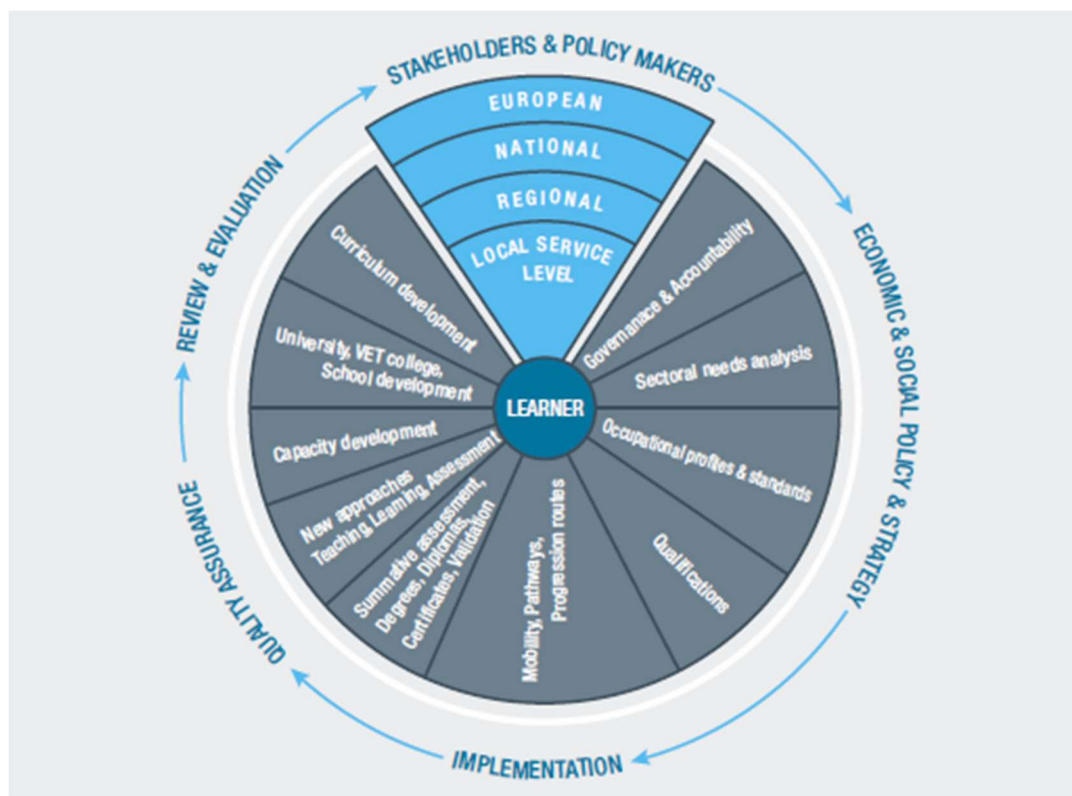 STAKEHOLDERS & POLICY MAKERS
EUROPEAN
NATIONAL
REGIONAL
LOCAL SERVICE
LEVEL
LEARNER
Governanace & Accountability
Sectoral needs analysis
Occupational profiles & standards
Qualifications
Mobility, Pathways,
Progression routes
Summative assessment,
Degrees, Diplomas,
Certificates, Validation
New approaches
Teaching, Learning, Assessment
Capacity development
University, VET college,
School development
Curriculum development
ECONOMIC & SOCIAL POLICY & STRATEGY
IMPLEMENTATION
QUALITY ASSURANCE
REVIEW & EVALUATION